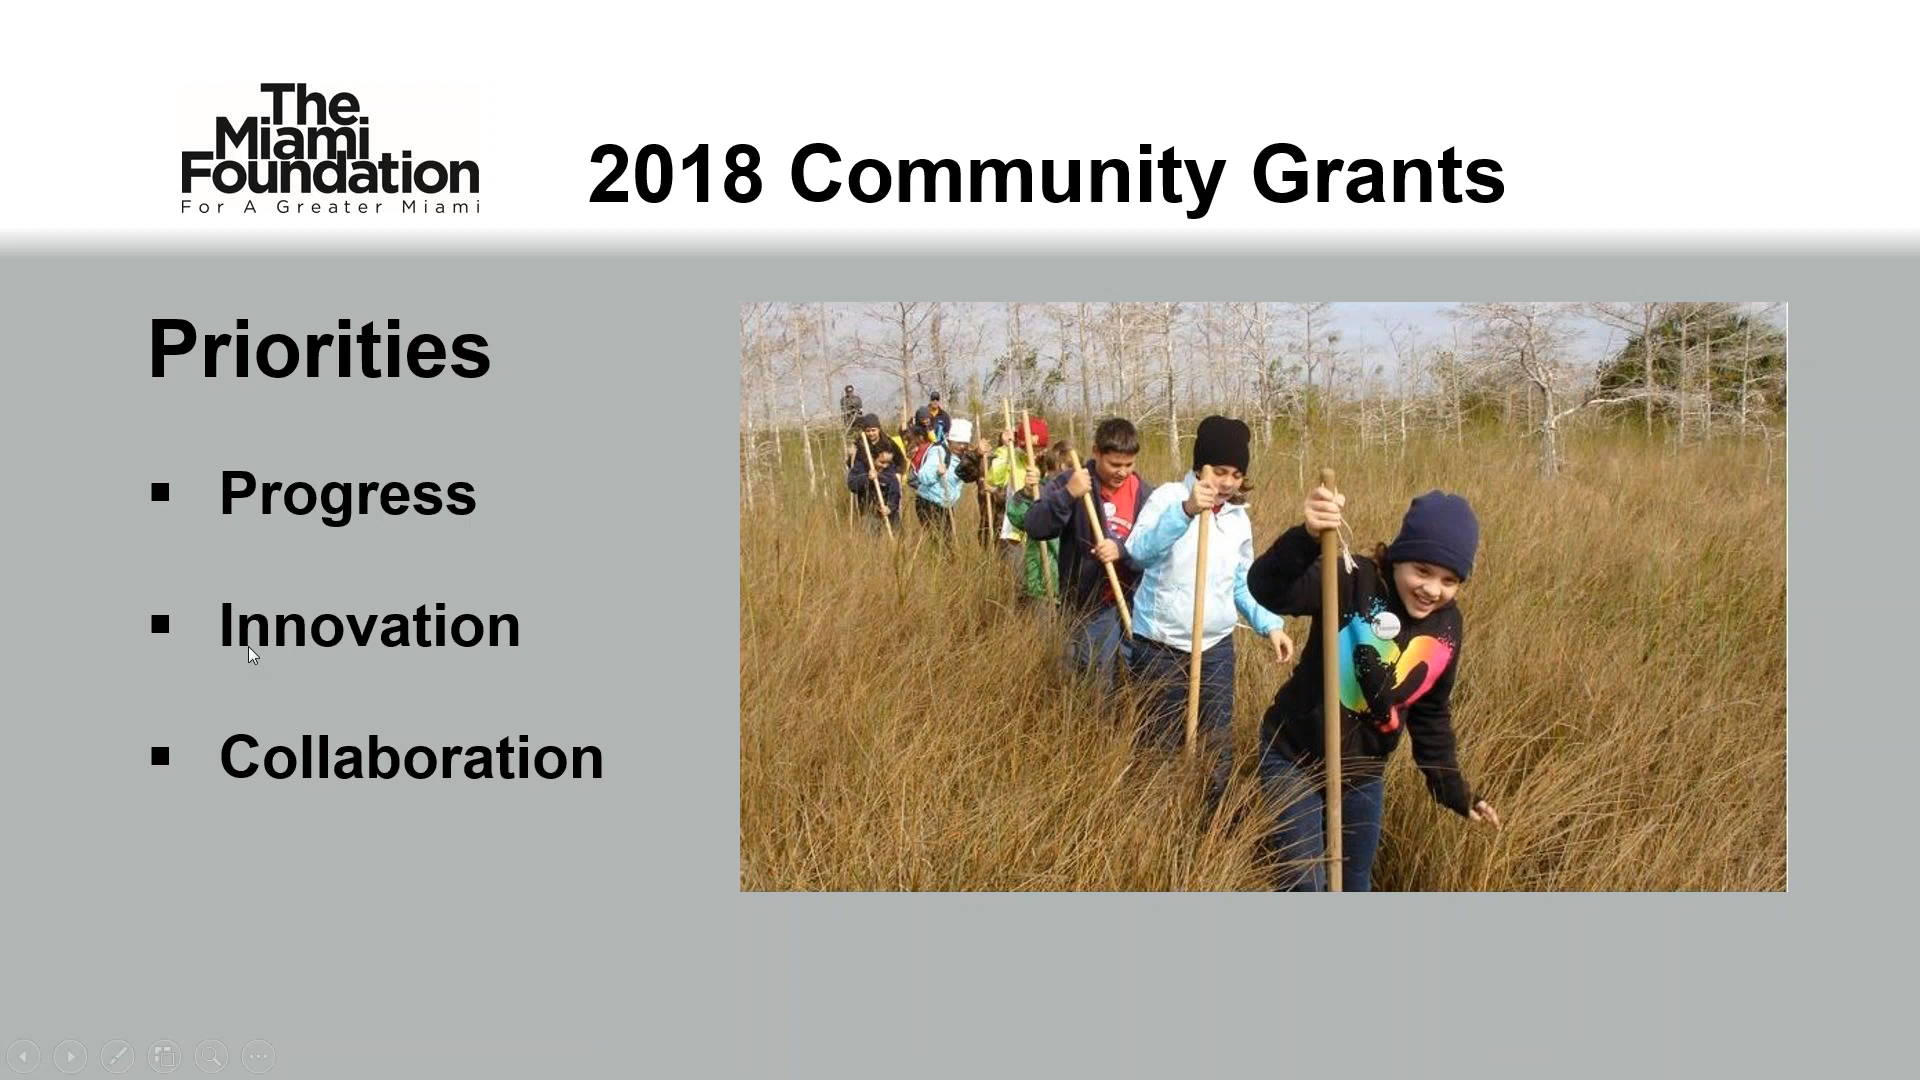 The
Miami
Foundation
For A Greater Miami
2018 Community Grants
Priorities
▪ Progress
▪ Innovation
▪ Collaboration